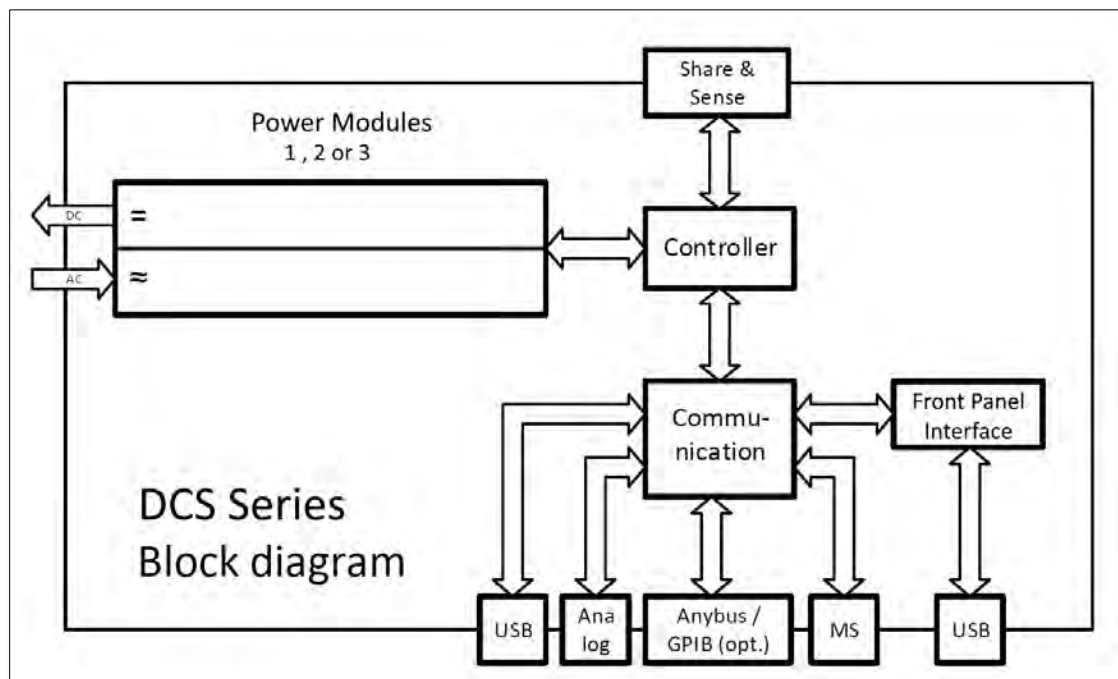 Share &
Sense
Power Modules
1 , 2 or 3
DC
=
AC
≈
Controller
Commu-
nication
Front Panel
Interface
DCS Series
Block diagram
USB
Ana
log
Anybus /
GPIB (opt.)
MS
USB